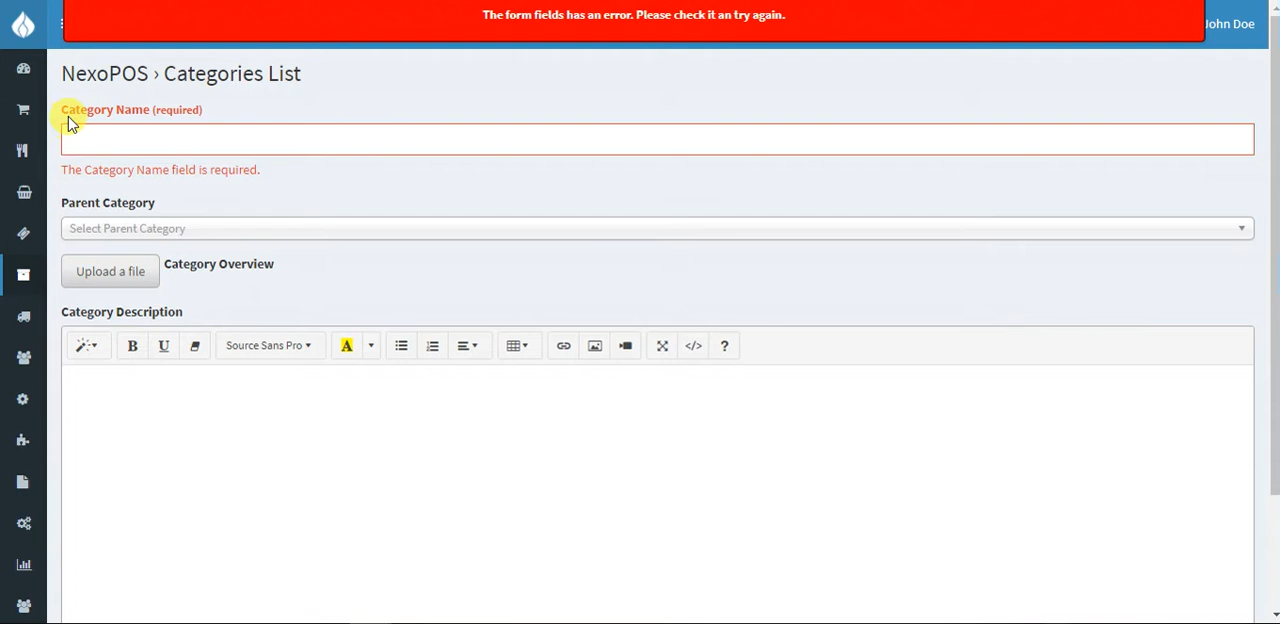 The form fields has an error. Please check it an try again.
John Doe
NexoPOS › Categories List
Category Name (required)
The Category Name field is required.
Parent Category
Select Parent Category
Upload a file
Category Overview
Category Description
B U Source Sans Pro A </> ?